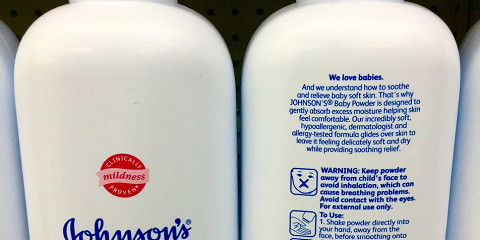 CLINICALLY
mildness
PROVEN*
Johnson's
We love babies.
And we understand how to soothe
and relieve baby soft skin. That's why
JOHNSON'S® Baby Powder is designed to
gently absorb excess moisture helping skin
feel comfortable. Our incredibly soft,
hypoallergenic, dermatologist and
allergy-tested formula glides over skin to
leave it feeling delicately soft and dry
while providing soothing relief.
WARNING: Keep powder
away from child's face to
avoid inhalation, which can
cause breathing problems.
Avoid contact with the eyes.
For external use only.
To Use:
1. Shake powder directly into
your hand, away from the
face, before smoothing onto